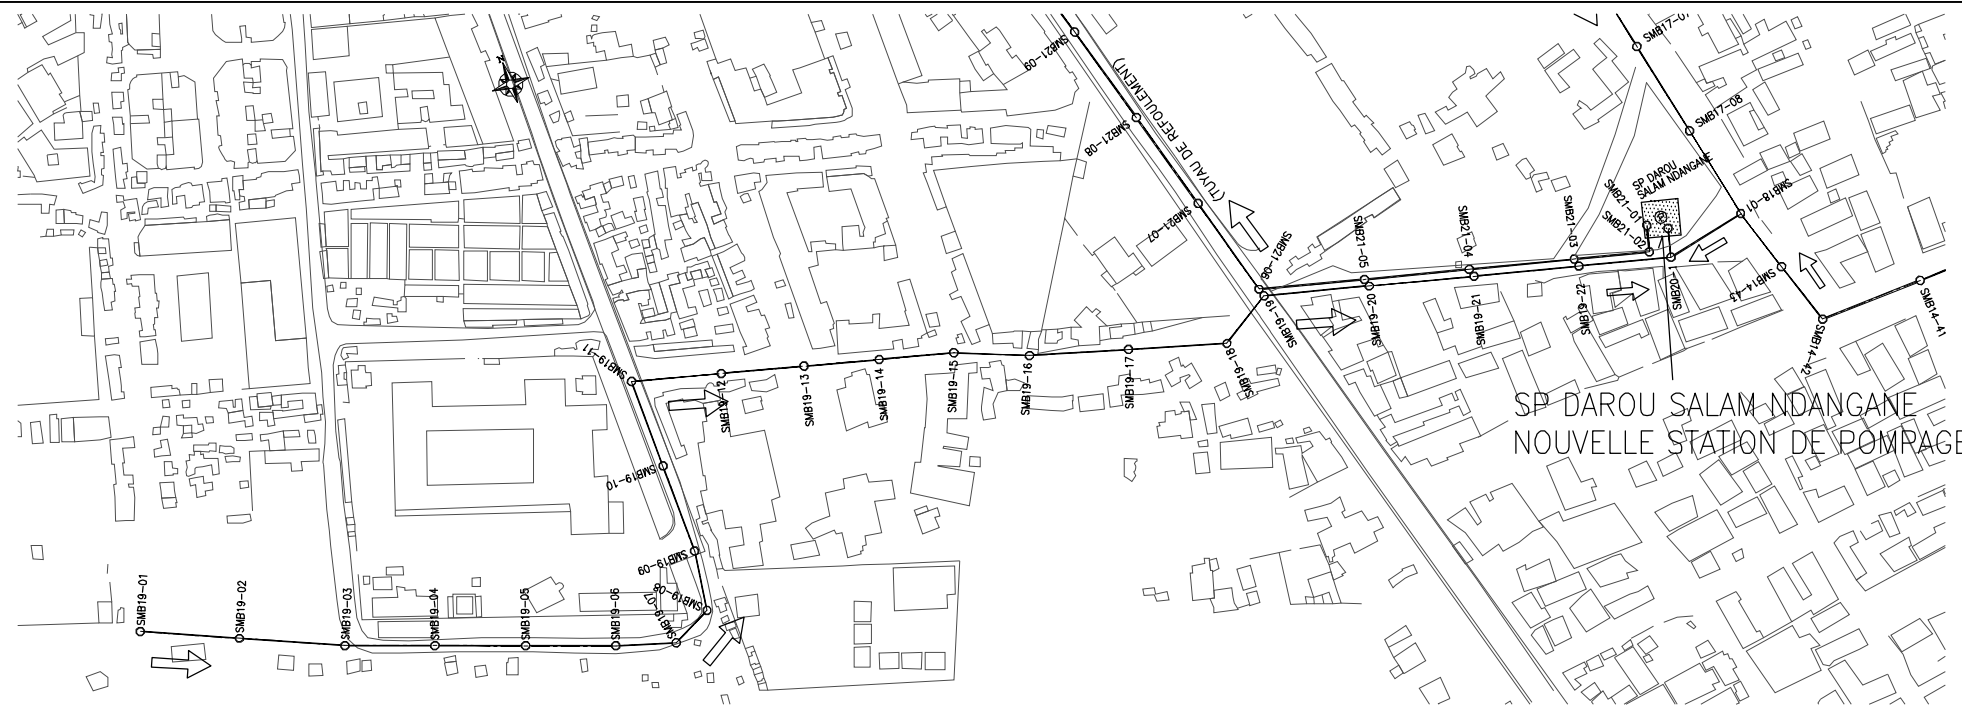 SMB17-07
SMB21-09
N
(TUYAU DE REFOULEMENT)
SMB17-08
SMB21-08
SP DAROU
SALAM NDANGANE
SMB18-01
SMB21-01
SMB21-02
SMB21-07
SMB21-03
SMB21-04
SMB21-05
SMB21-06
SMB20-1
SMB14-43
SMB14-41
SMB14-42
SMB19-22
SMB19-21
SMB19-20
SMB19-19
SMB19-18
SMB19-17
SMB19-16
SMB19-15
SMB19-14
SMB19-13
SMB19-12
SMB19-11
SP DAROU SALAM NDANGANE
NOUVELLE STATION DE POMPAGE
SMB19-10
SMB19-09
SMB19-08
SMB19-07
SMB19-06
SMB19-05
SMB19-04
SMB19-03
SMB19-02
SMB19-01